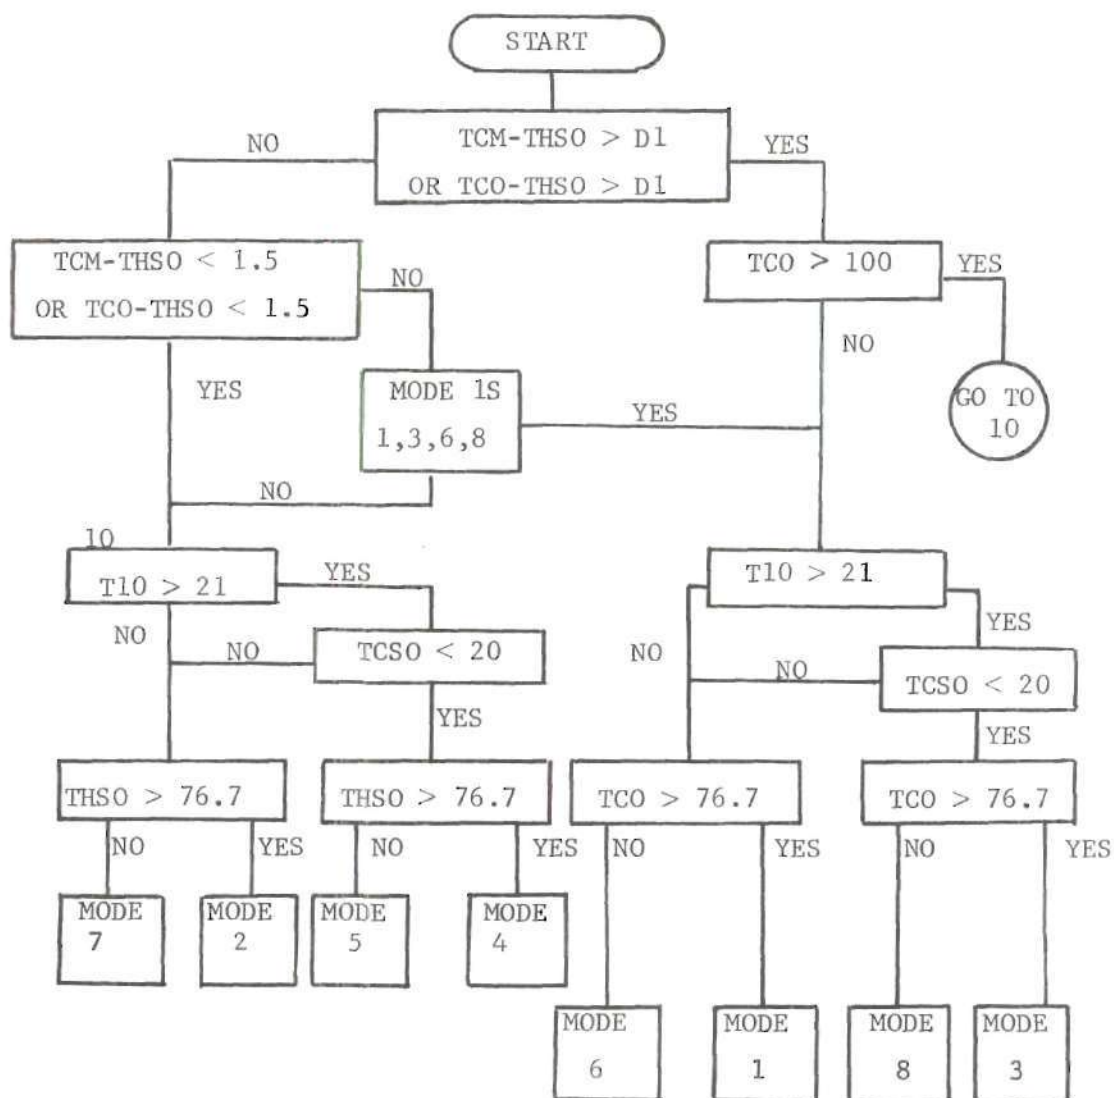 START
NO
TCM-THSO > D1
OR TCO-THSO > D1
YES
TCM-THSO < 1.5
OR TCO-THSO < 1.5
NO
TCO > 100
YES
YES
MODE 1S
1,3,6,8
YES
NO
GO TO
10
NO
10
T10 > 21
YES
T10 > 21
YES
NO
NO
TCSO < 20
NO
NO
TCSO < 20
YES
YES
THSO > 76.7
THSO > 76.7
TCO > 76.7
TCO > 76.7
NO
YES
NO
YES
NO
YES
NO
YES
MODE
7
MODE
2
MODE
5
MODE
4
MODE
6
MODE
1
MODE
8
MODE
3